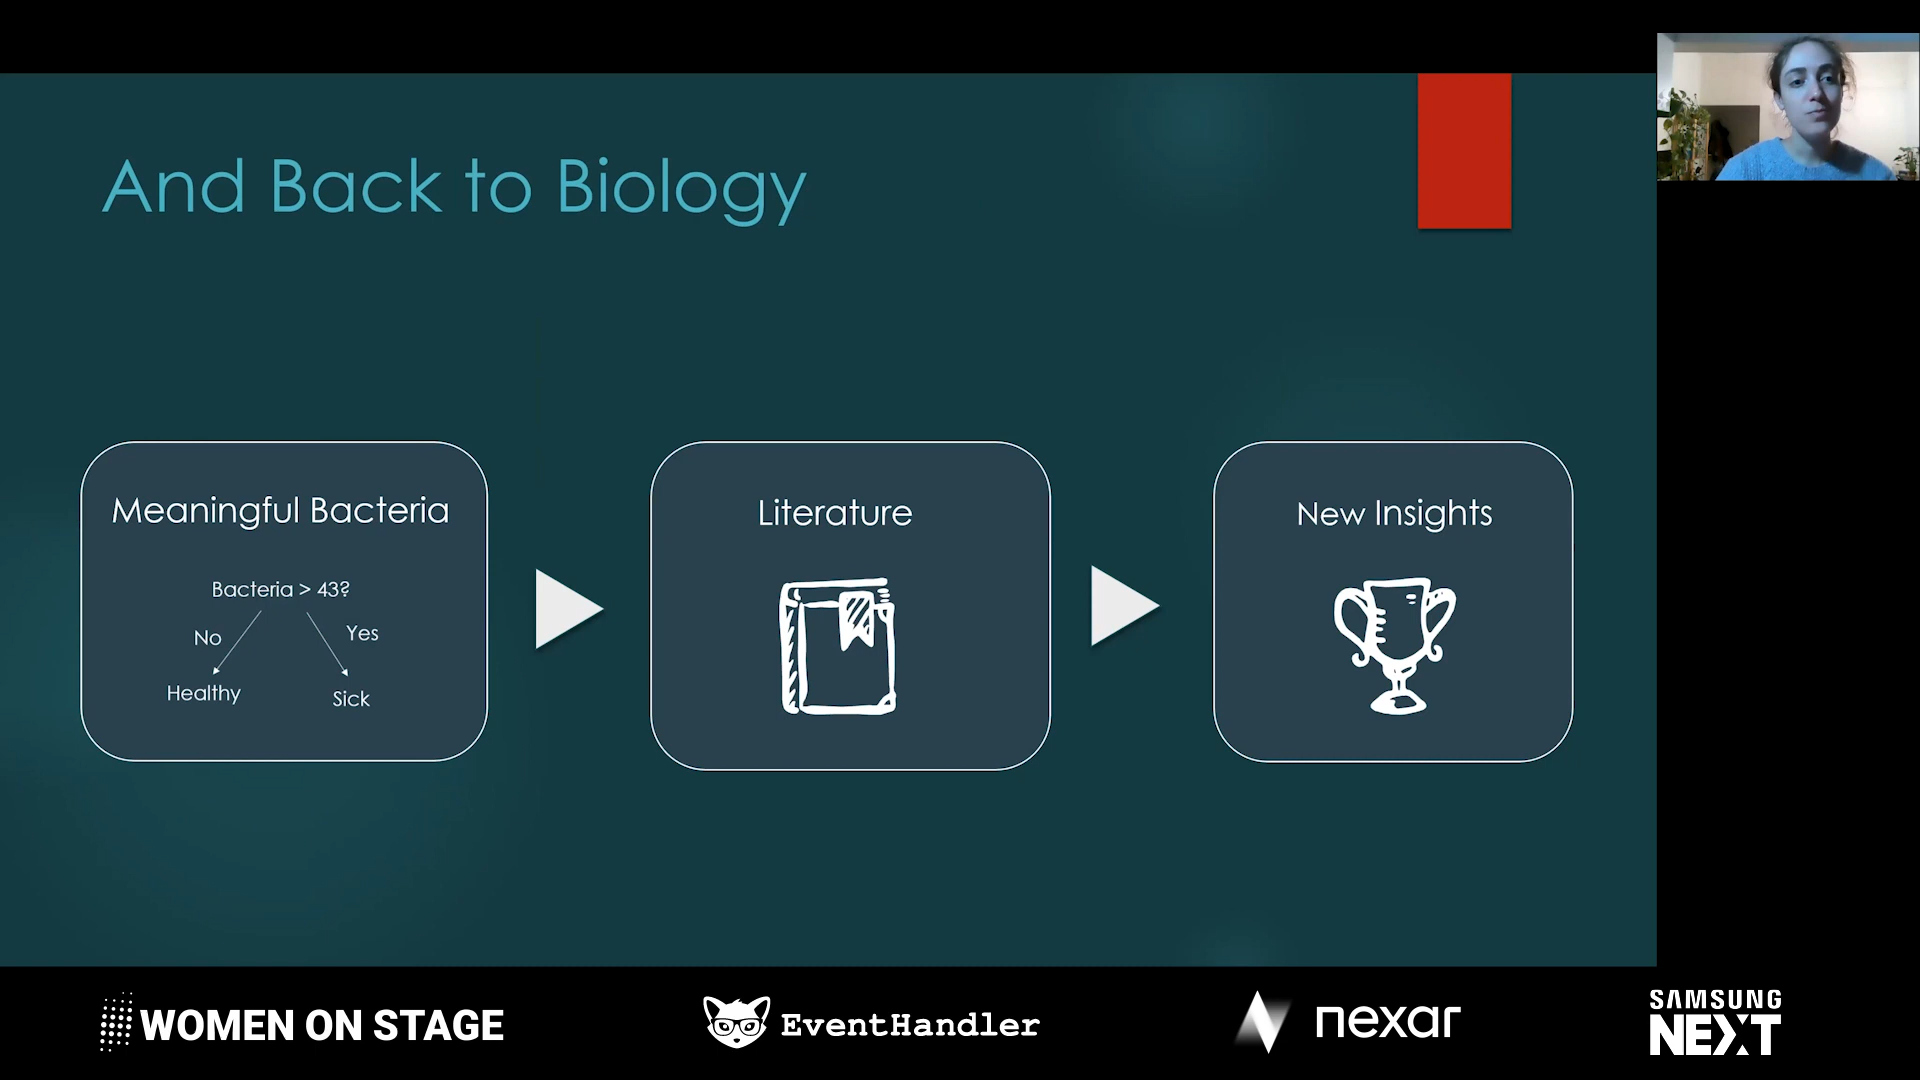 And Back to Biology
Meaningful Bacteria
Bacteria > 43?
No
Yes
Healthy
Sick
Literature
New Insights
WOMEN ON STAGE
EventHandler
nexar
SAMSUNG
NEXT